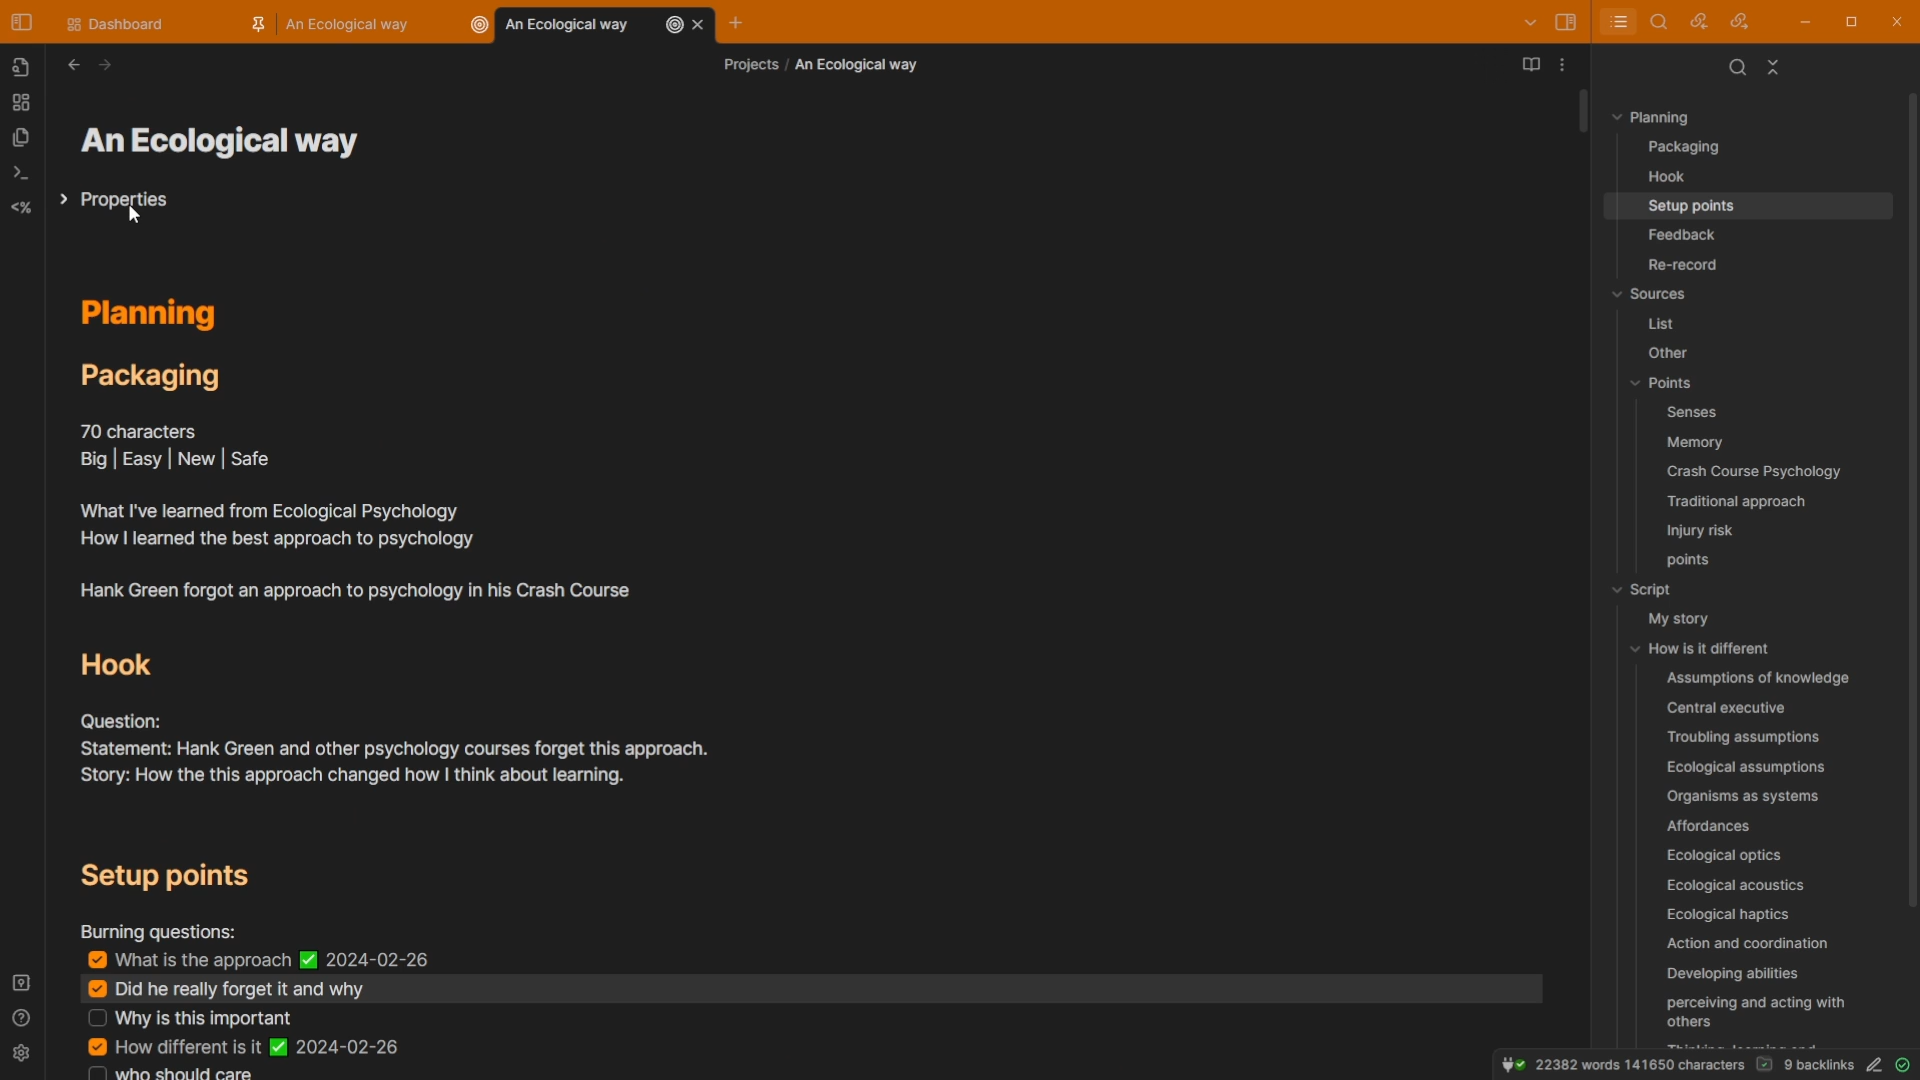 Dashboard
An Ecological way
An Ecological way
Projects / An Ecological way
An Ecological way
Properties
Planning
Packaging
70 characters
Big | Easy | New | Safe
What I've learned from Ecological Psychology
How I learned the best approach to psychology
Hank Green forgot an approach to psychology in his Crash Course
Hook
Question:
Statement: Hank Green and other psychology courses forget this approach.
Story: How the this approach changed how I think about learning.
Setup points
Burning questions:
What is the approach ✅ 2024-02-26
Did he really forget it and why
Why is this important
How different is it ✅ 2024-02-26
who should care
Planning
Packaging
Hook
Setup points
Feedback
Re-record
Sources
List
Other
Points
Senses
Memory
Crash Course Psychology
Traditional approach
Injury risk
points
Script
My story
How is it different
Assumptions of knowledge
Central executive
Troubling assumptions
Ecological assumptions
Organisms as systems
Affordances
Ecological optics
Ecological acoustics
Ecological haptics
Action and coordination
Developing abilities
perceiving and acting with
others
22382 words 141650 characters
9 backlinks